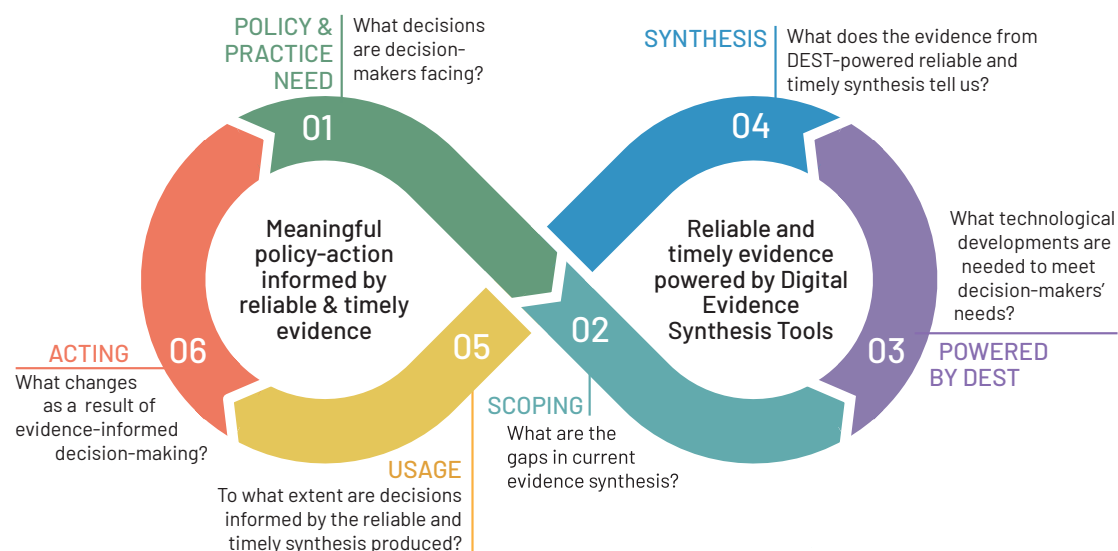 POLICY &
PRACTICE
NEED
What decisions
are decision-
makers facing?
01
SYNTHESIS
What does the evidence from
DEST-powered reliable and
timely synthesis tell us?
04
Meaningful
policy-action
informed by
reliable & timely
evidence
Reliable and
timely evidence
powered by Digital
Evidence
Synthesis Tools
What technological
developments are
needed to meet
decision-makers’
needs?
03
POWERED
BY DEST
02
SCOPING
What are the
gaps in current
evidence synthesis?
05
USAGE
To what extent are decisions
informed by the reliable and
timely synthesis produced?
06
ACTING
What changes
as a result of
evidence-informed
decision-making?